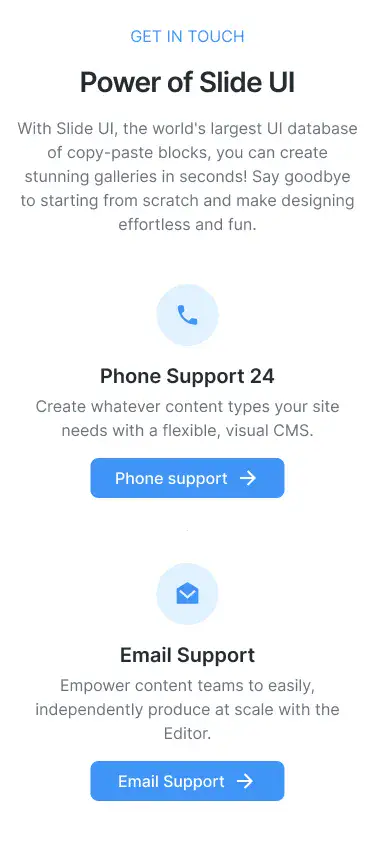 GET IN TOUCH
Power of Slide UI
With Slide UI, the world's largest UI database
of copy-paste blocks, you can create
stunning galleries in seconds! Say goodbye
to starting from scratch and make designing
effortless and fun.
Phone Support 24
Create whatever content types your site
needs with a flexible, visual CMS.
Phone support
Email Support
Empower content teams to easily,
independently produce at scale with the
Editor.
Email Support